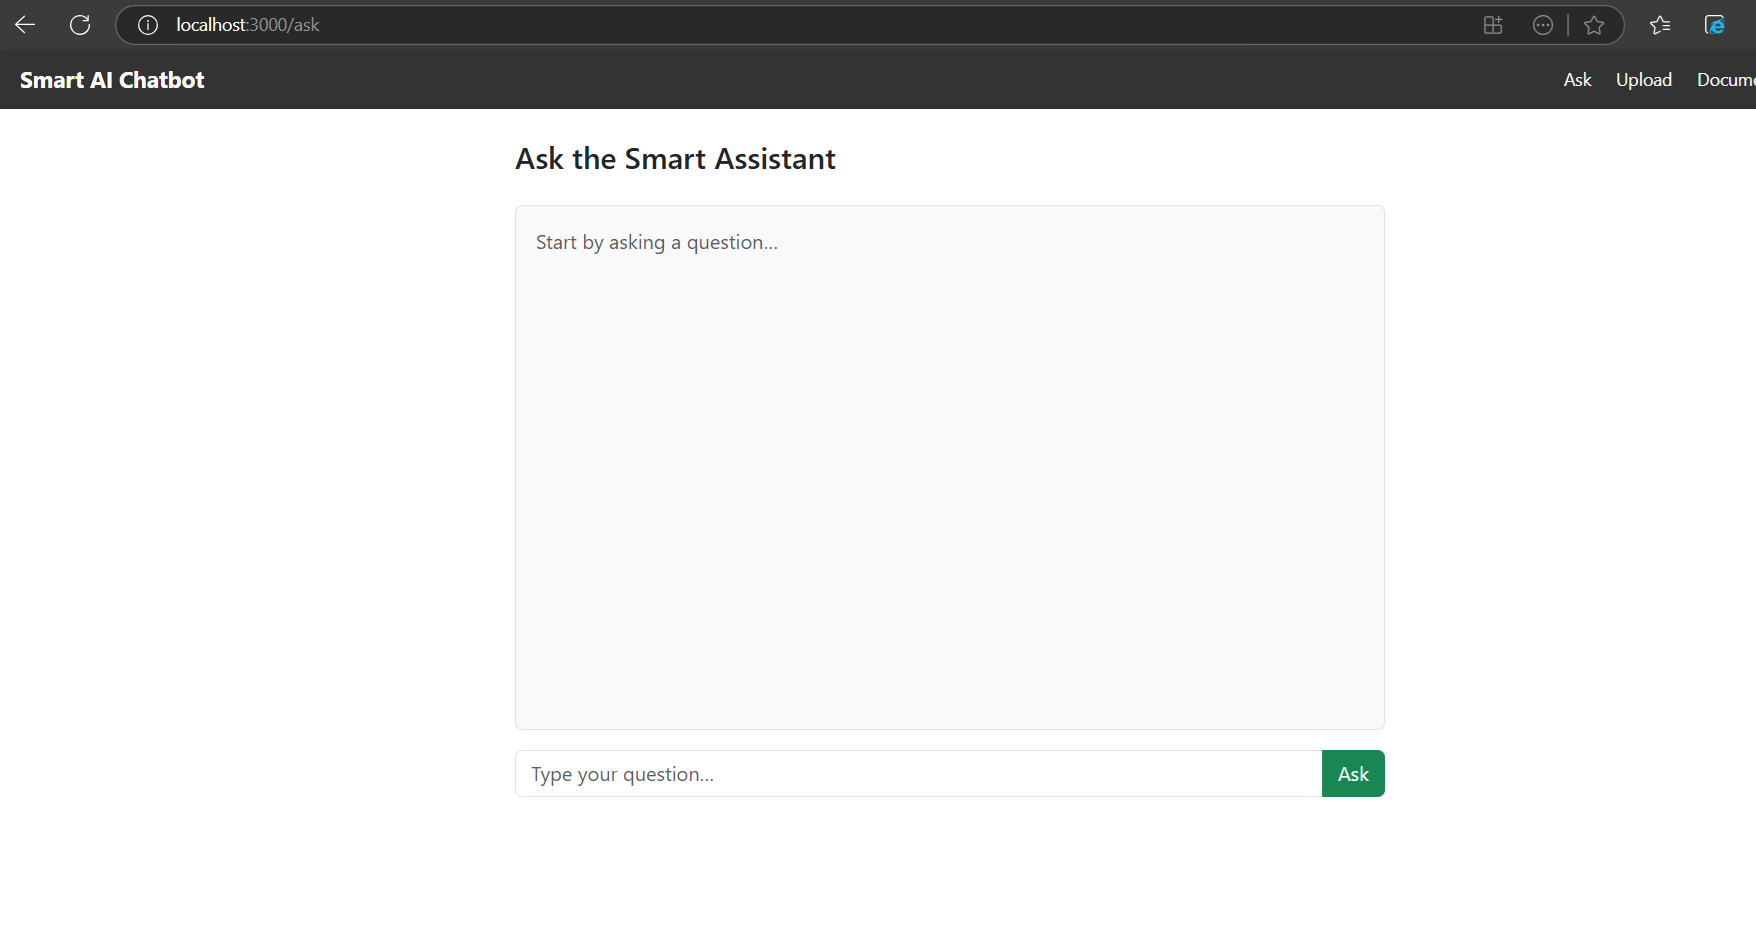 localhost:3000/ask
Smart AI Chatbot
Ask Upload Docume
Ask the Smart Assistant
Start by asking a question...
Type your question...
Ask